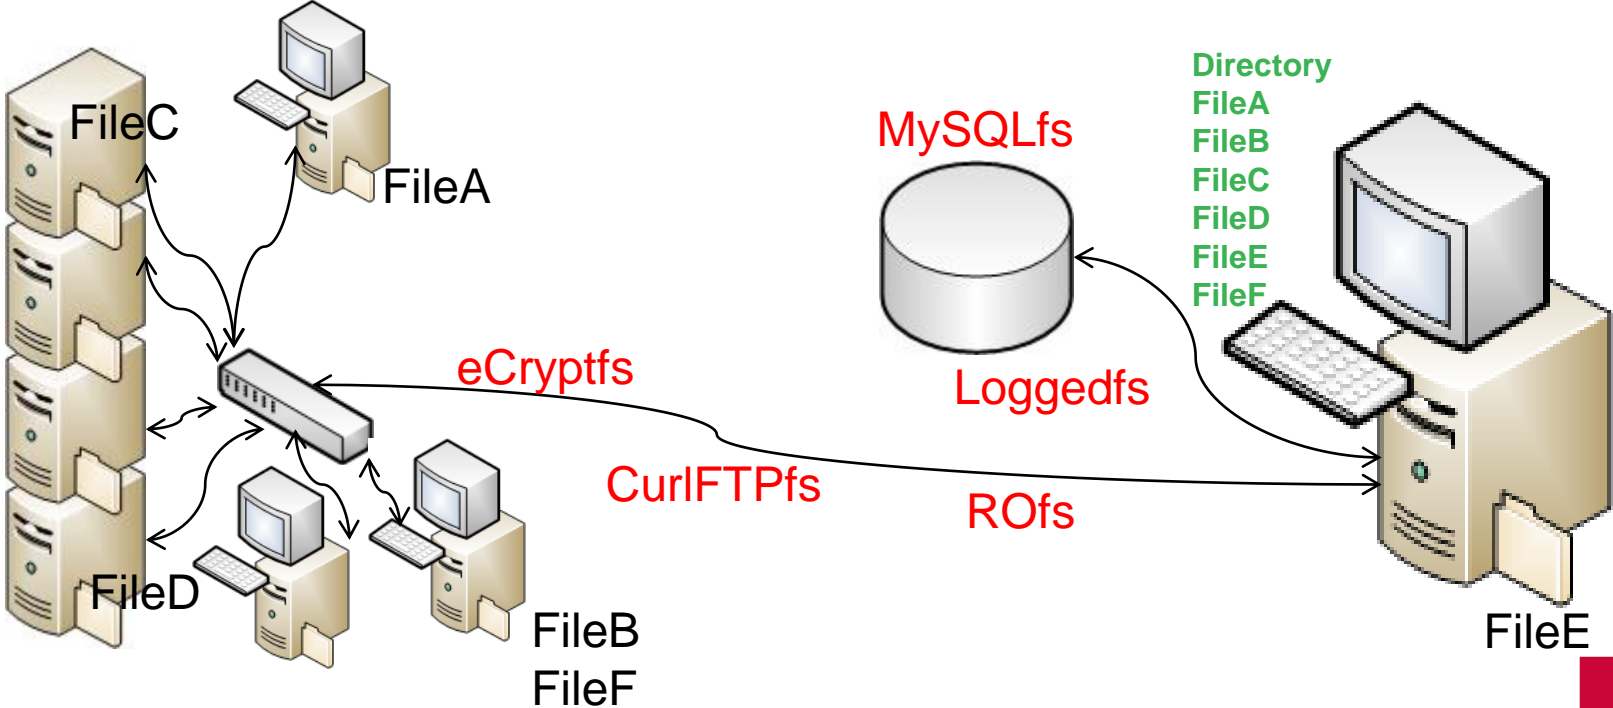 FileC
FileA
MySQLfs
Directory
FileA
FileB
FileC
FileD
FileE
FileF
eCryptfs
Loggedfs
CurlFTPfs
ROfs
FileD
FileB
FileF
FileE